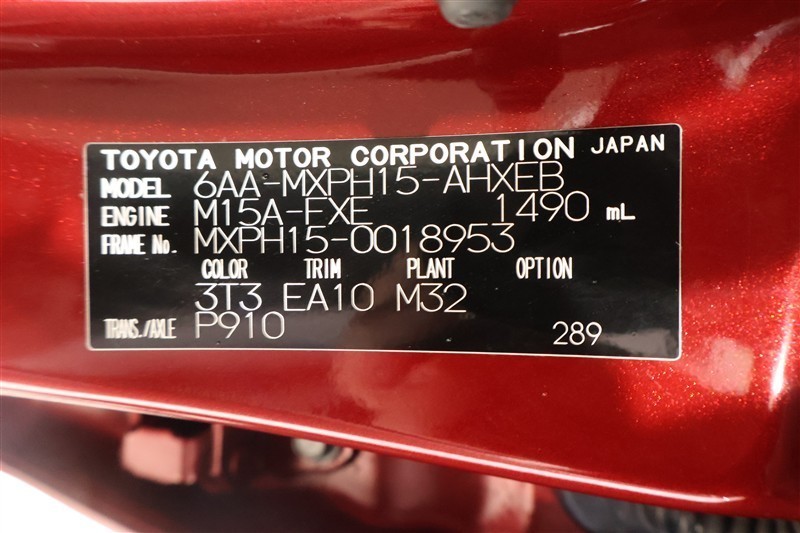 TOYOTA MOTOR CORPORATION JAPAN
MODEL 6AA-MXPH15-AHXEB
ENGINE M15A-FXE 1490 mL
FRAME No. MXPH15-0018953
COLOR TRIM PLANT OPTION
3T3 EA10 M32
TRANS./AXLE P910 289